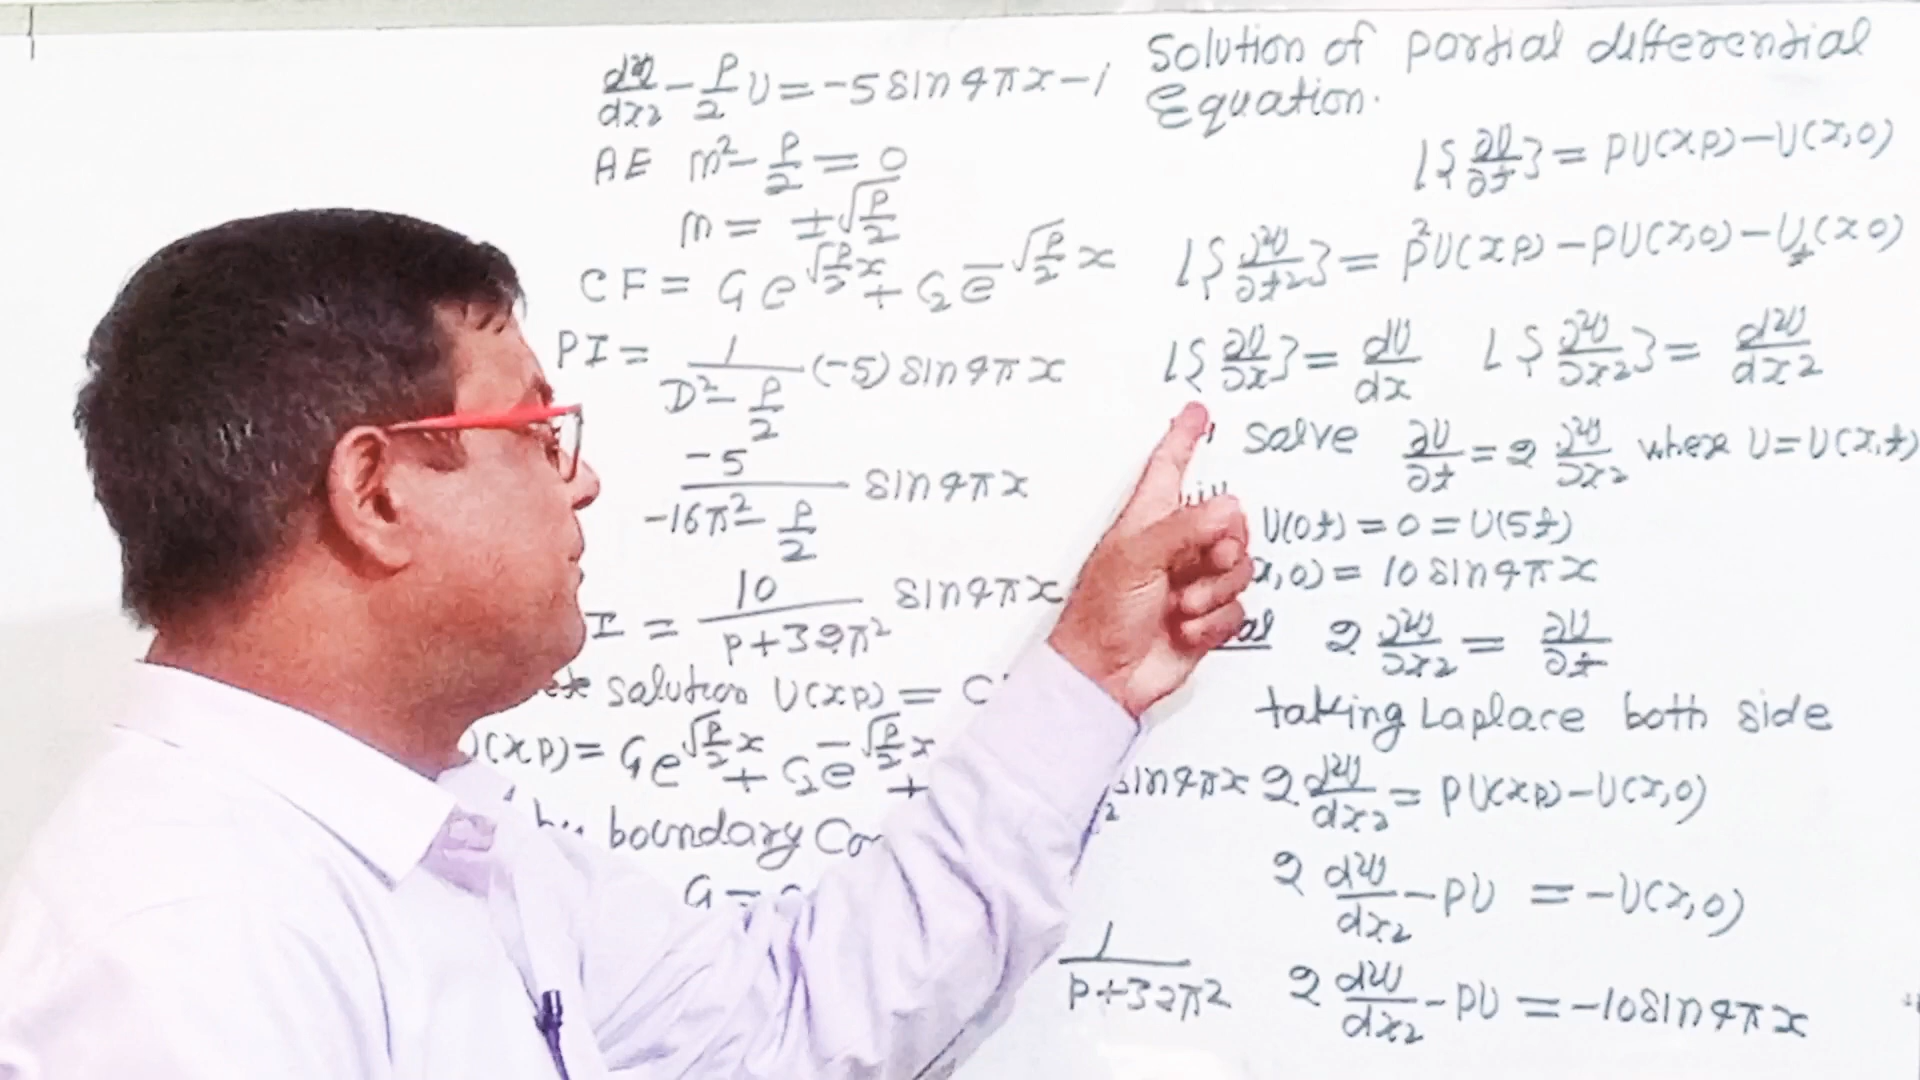 Solution of partial differential
Equation.
L{∂U/∂t} = pU(x p) - U(x,0)
L{∂²U/∂t²} = p²U(x p) - pU(x,0) - Uₜ(x 0)
L{∂U/∂x} = dU/dx L{∂²U/∂x²} = d²U/dx²
Solve ∂U/∂t = 2 ∂²U/∂x² where U = U(x,t)
U(0 t) = 0 = U(5 t)
x,0) = 10 sin 4πx
2 ∂²U/∂x² = ∂U/∂t
taking Laplace both side
2 d²U/dx² = pU(x p) - U(x,0)
2 d²U/dx² - pU = -U(x,0)
2 d²U/dx² - pU = -10 sin 4πx
d²U/dx² - p/2 U = -5 sin 4πx -1
AE m² - p/2 = 0
m = ±√(p/2)
CF = C₁e^(√(p/2) x) + C₂e^(-√(p/2) x)
PI = 1/(D² - p/2) (-5) sin 4πx
-5/(-16π² - p/2) sin 4πx
I = 10/(p+32π²) sin 4πx
solution U(x p) = C
(x p) = C₁e^(√(p/2) x) + C₂e^(-√(p/2) x) +
sin 4πx
by boundary Co
C₁ =
1/(p+32π²)